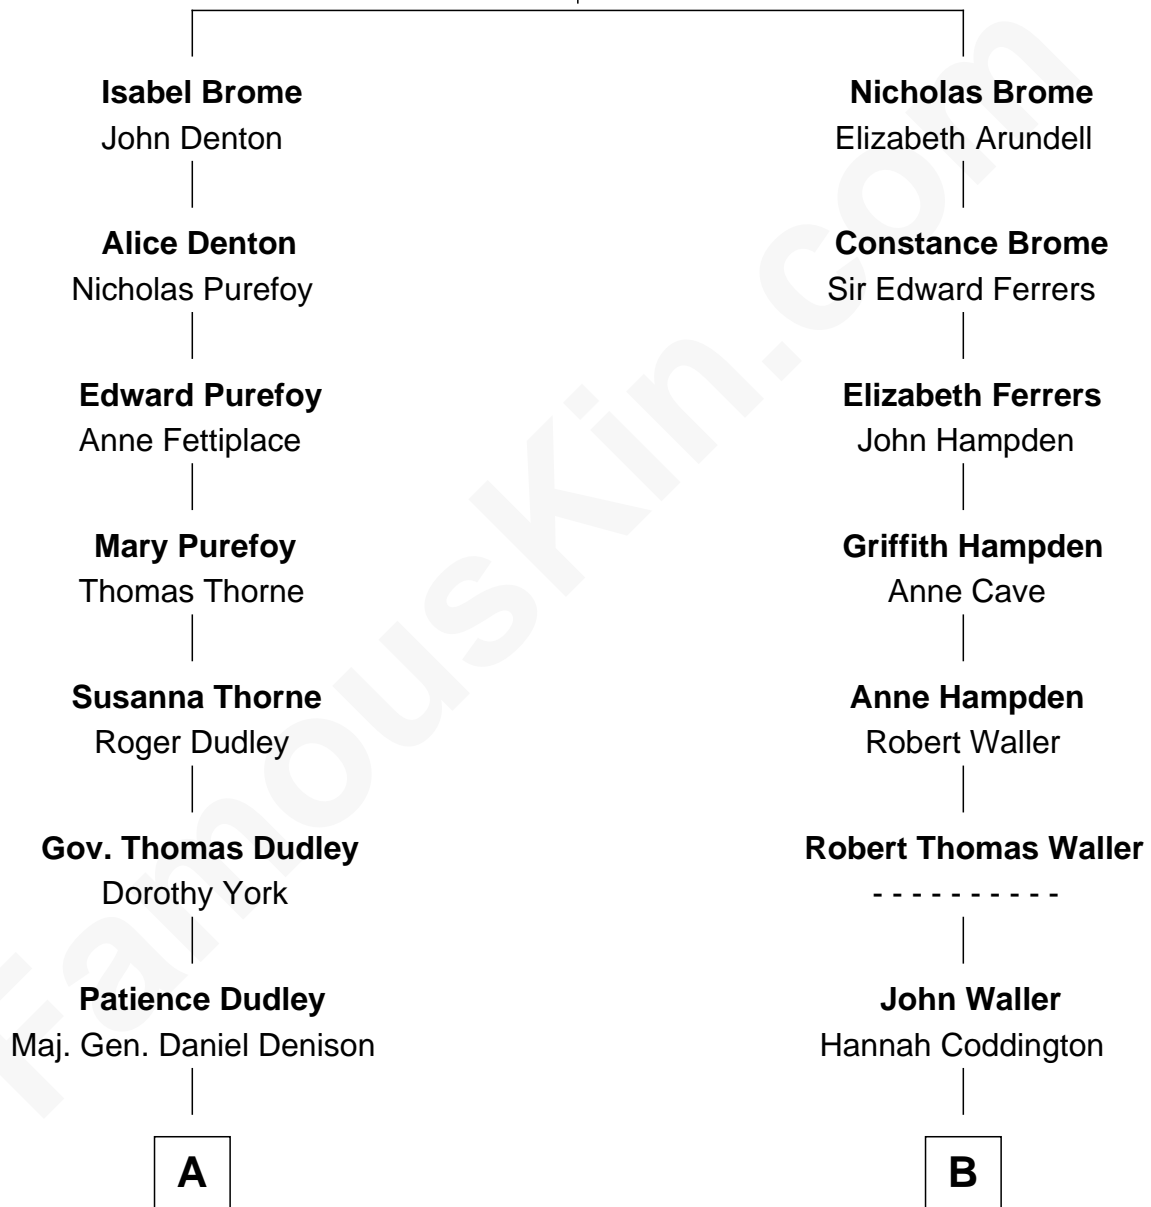 Isabel Brome
John Denton
Alice Denton
Nicholas Purefoy
Edward Purefoy
Anne Fettiplace
Mary Purefoy
Thomas Thorne
Susanna Thorne
Roger Dudley
Gov. Thomas Dudley
Dorothy York
Patience Dudley
Maj. Gen. Daniel Denison
A
Nicholas Brome
Elizabeth Arundell
Constance Brome
Sir Edward Ferrers
Elizabeth Ferrers
John Hampden
Griffith Hampden
Anne Cave
Anne Hampden
Robert Waller
Robert Thomas Waller
- - - - - - - - - -
John Waller
Hannah Coddington
B
FamousKin.com